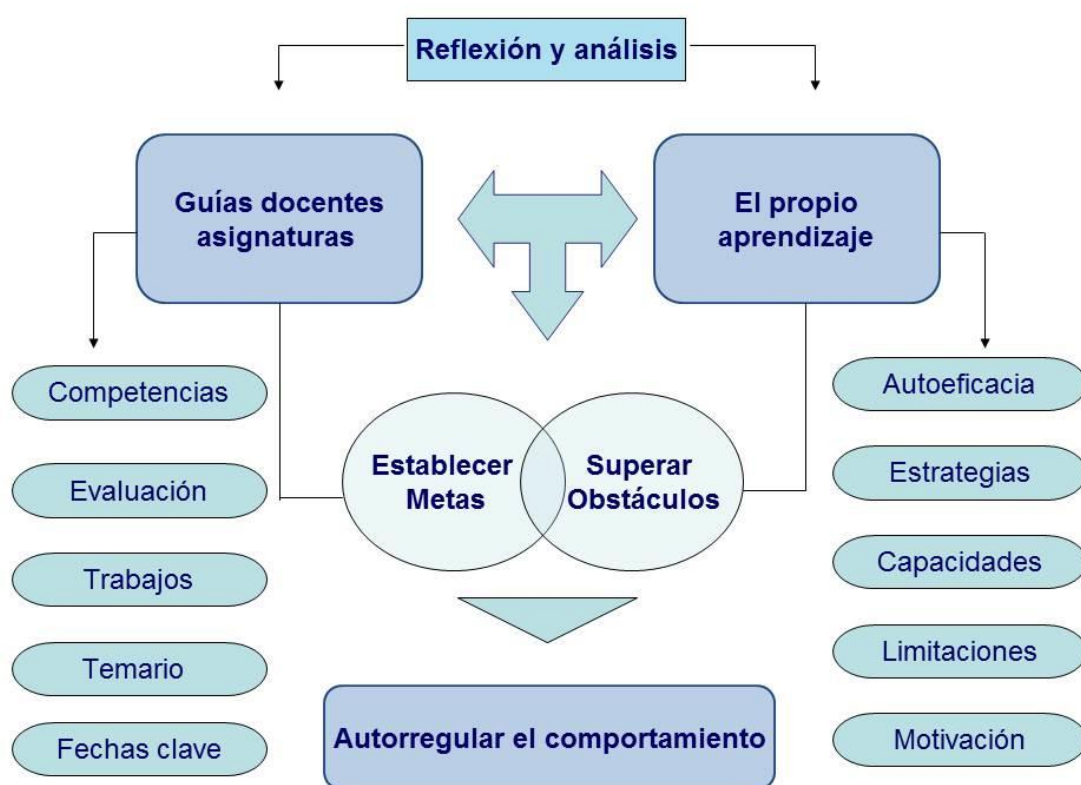 Reflexión y análisis
Guías docentes
asignaturas
El propio
aprendizaje
Competencias
Evaluación
Trabajos
Temario
Fechas clave
Establecer
Metas
Superar
Obstáculos
Autorregular el comportamiento
Autoeficacia
Estrategias
Capacidades
Limitaciones
Motivación